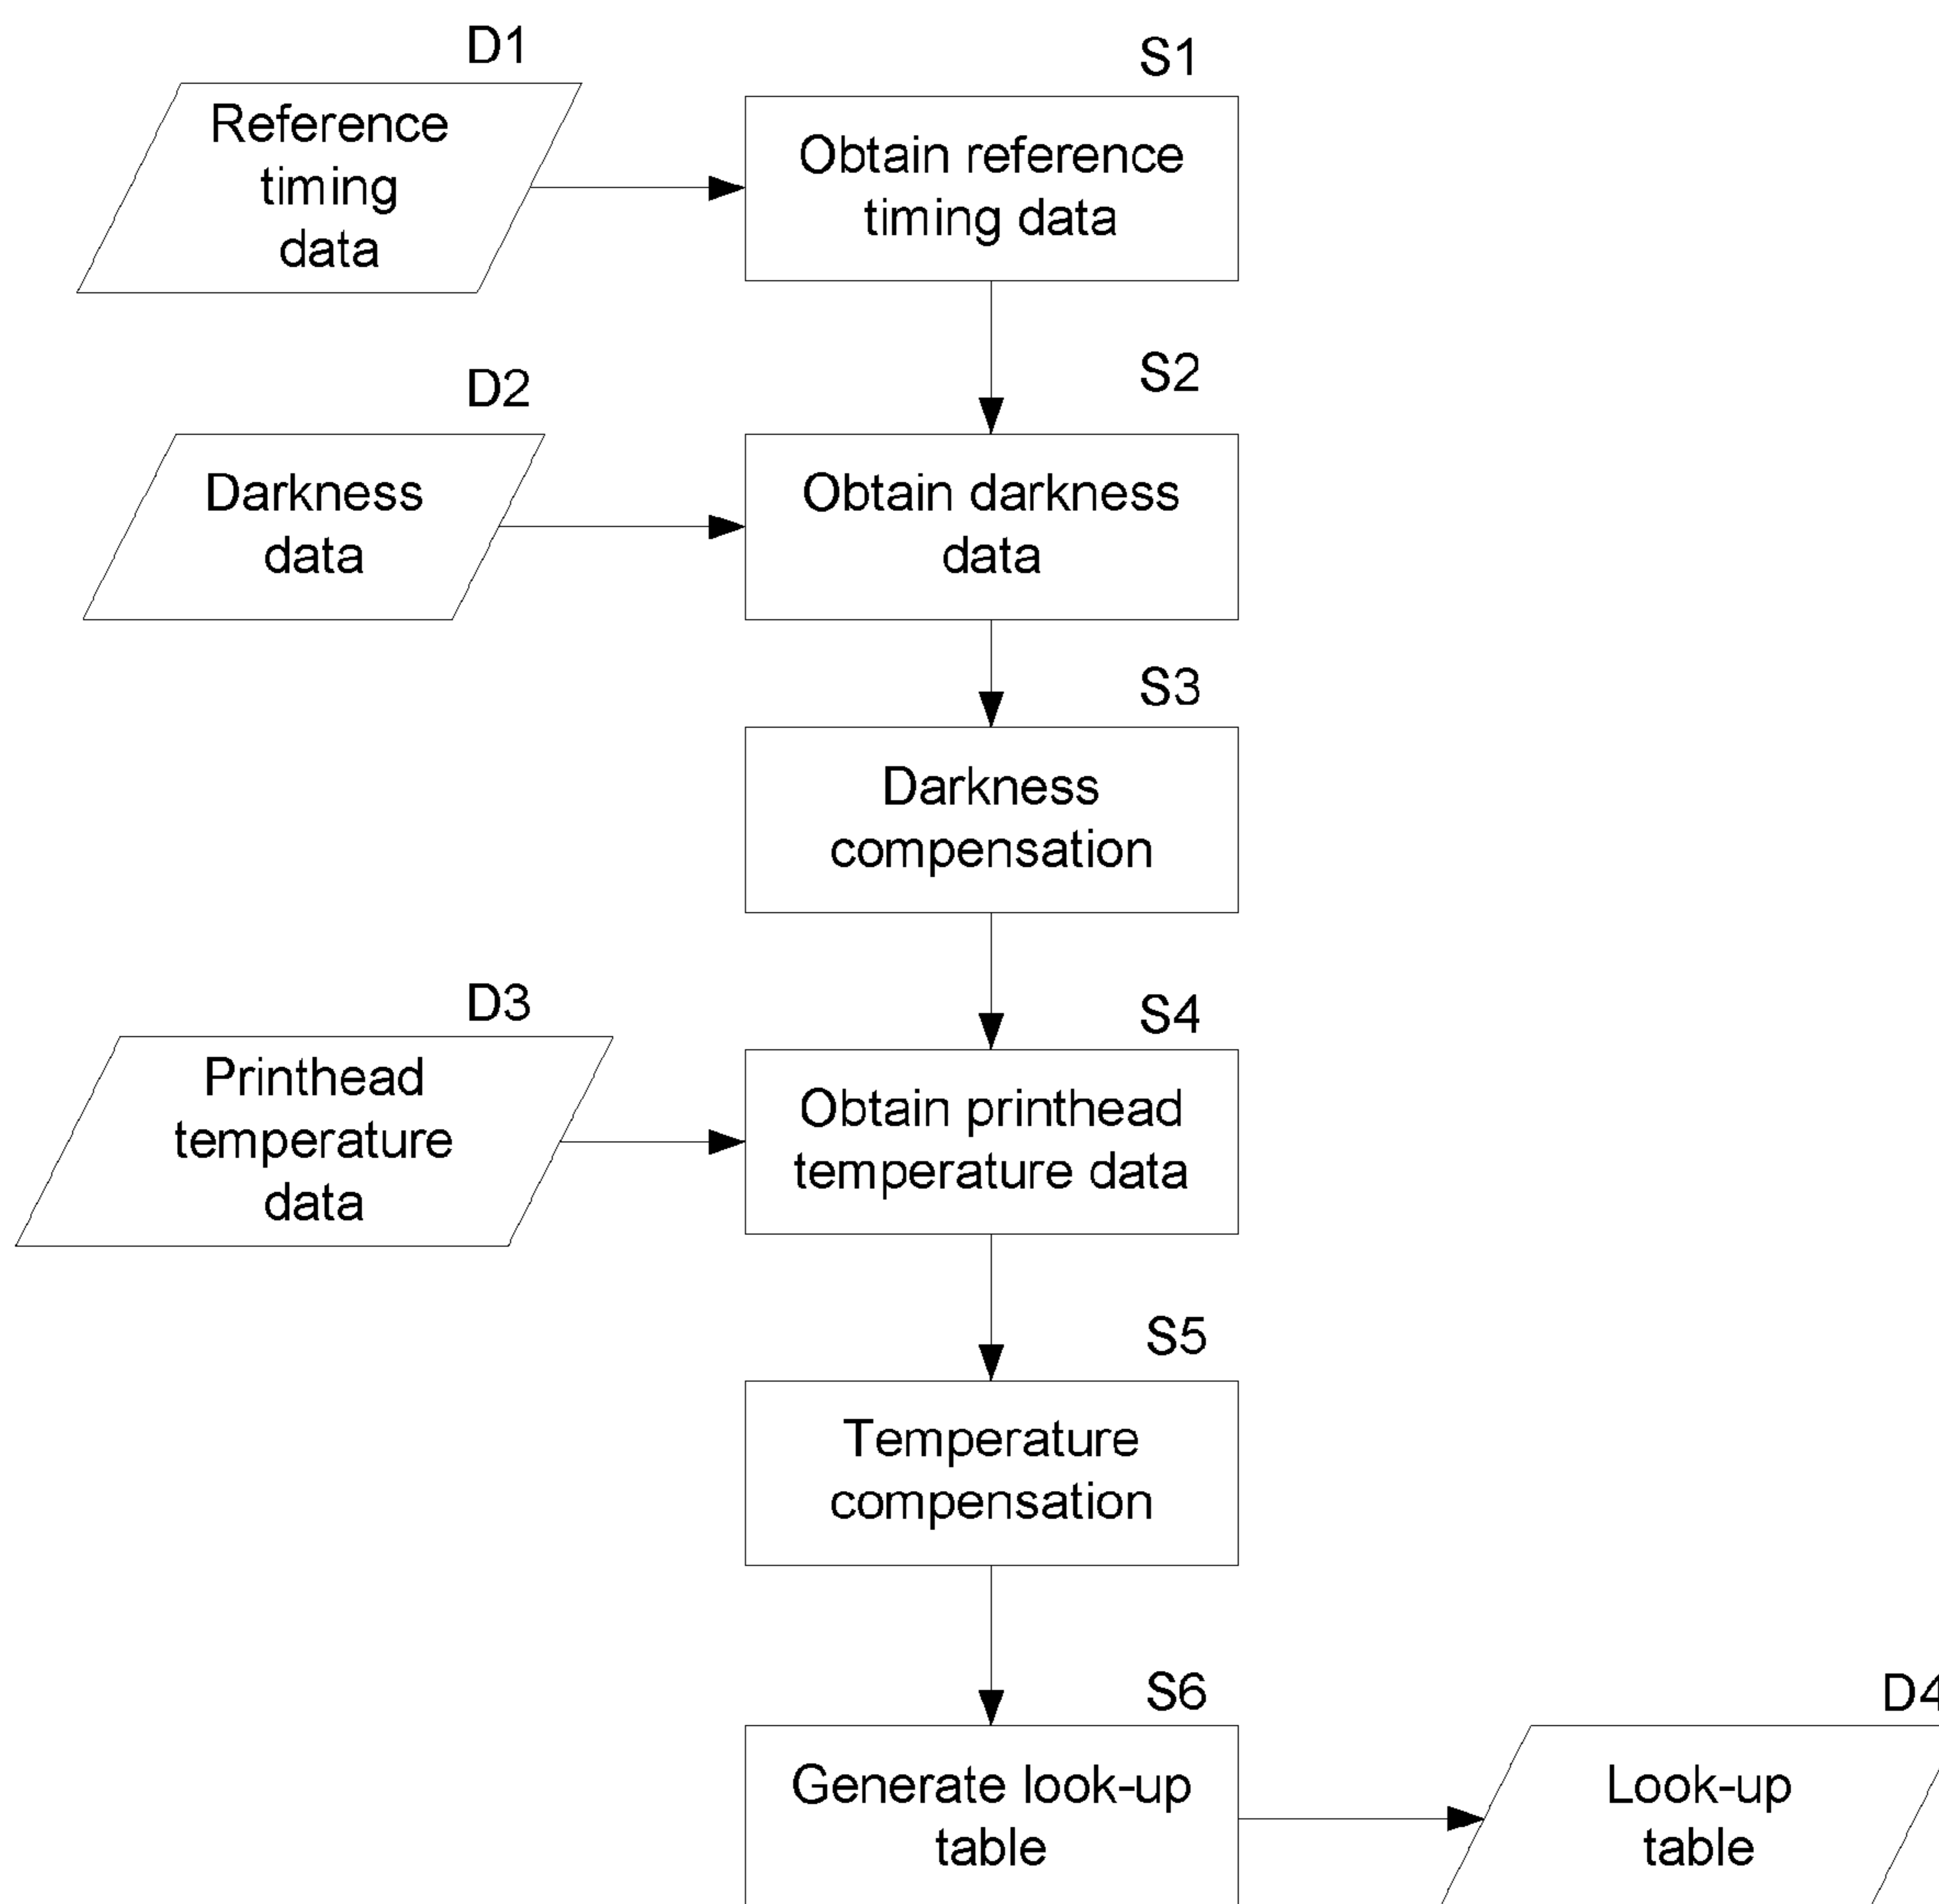 D1
Reference
timing
data
S1
Obtain reference
timing data
D2
Darkness
data
S2
Obtain darkness
data
S3
Darkness
compensation
D3
Printhead
temperature
data
S4
Obtain printhead
temperature data
S5
Temperature
compensation
S6
Generate look-up
table
D4
Look-up
table